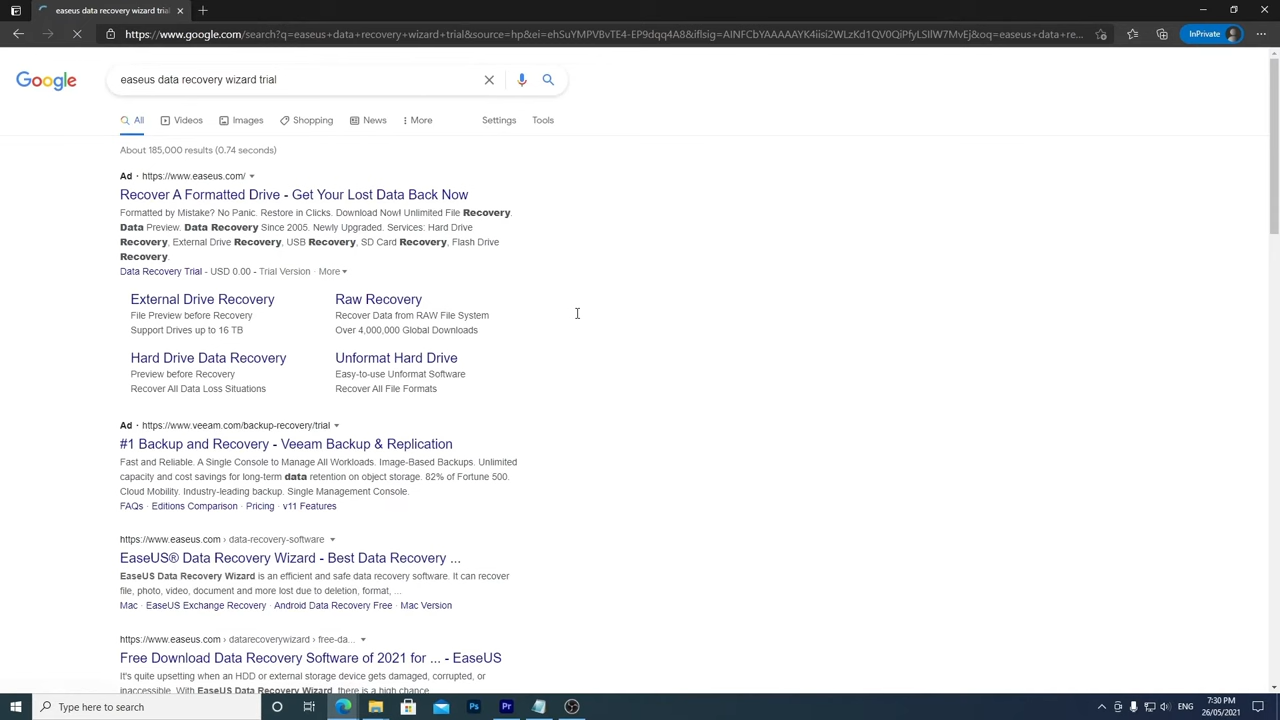 easeus data recovery wizard trial
https://www.google.com/search?q=easeus+data+recovery+wizard+trial&hp&ei=ehSuYMPVBvTE4-EP9dqq4A8&iflsig=AINFCbYAAAAAYK4iisi2WLzKd1QV0QiPfyLSIlW7MvEj&oq=easeus+data+re...
InPrivate
Google
easeus data recovery wizard trial
All Videos Images Shopping News More Settings Tools
About 185,000 results (0.74 seconds)
Ad · https://www.easeus.com/
Recover A Formatted Drive - Get Your Lost Data Back Now
Formatted by Mistake? No Panic. Restore in Clicks. Download Now! Unlimited File Recovery.
Data Preview. Data Recovery Since 2005. Newly Upgraded. Services: Hard Drive
Recovery, External Drive Recovery, USB Recovery, SD Card Recovery, Flash Drive
Recovery.
Data Recovery Trial - USD 0.00 - Trial Version · More
External Drive Recovery
File Preview before Recovery
Support Drives up to 16 TB
Raw Recovery
Recover Data from RAW File System
Over 4,000,000 Global Downloads
Hard Drive Data Recovery
Preview before Recovery
Recover All Data Loss Situations
Unformat Hard Drive
Easy-to-use Unformat Software
Recover All File Formats
Ad · https://www.veeam.com/backup-recovery/trial
#1 Backup and Recovery - Veeam Backup & Replication
Fast and Reliable. A Single Console to Manage All Workloads. Image-Based Backups. Unlimited
capacity and cost savings for long-term data retention on object storage. 82% of Fortune 500.
Cloud Mobility. Industry-leading backup. Single Management Console.
FAQs · Editions Comparison · Pricing · v11 Features
https://www.easeus.com › data-recovery-software
EaseUS® Data Recovery Wizard - Best Data Recovery ...
EaseUS Data Recovery Wizard is an efficient and safe data recovery software. It can recover
file, photo, video, document and more lost due to deletion, format, ...
Mac · EaseUS Exchange Recovery · Android Data Recovery Free · Mac Version
https://www.easeus.com › datarecoverywizard › free-da...
Free Download Data Recovery Software of 2021 for ... - EaseUS
It's quite upsetting when an HDD or external storage device gets damaged, corrupted, or
inaccessible. With EaseUS Data Recovery Wizard, there is a high chance
Type here to search
Ps
Pr
ENG
7:30 PM
26/05/2021